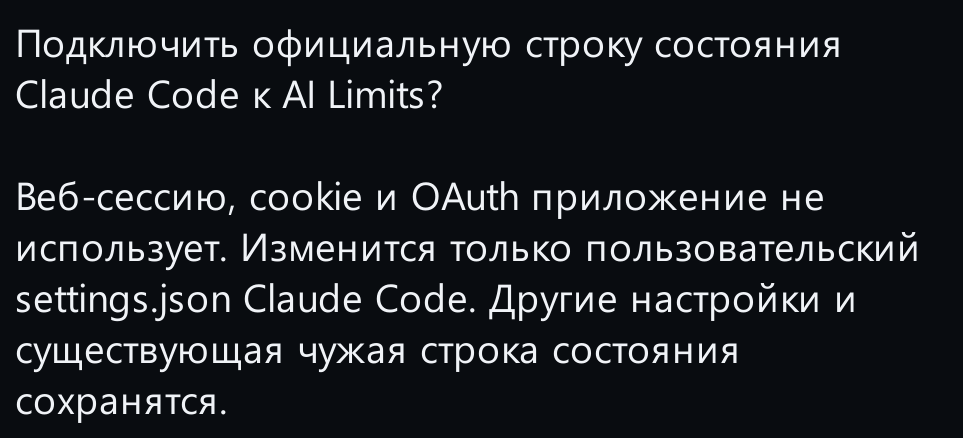 Подключить официальную строку состояния
Claude Code к AI Limits?
Веб-сессию, cookie и OAuth приложение не
использует. Изменится только пользовательский
settings.json Claude Code. Другие настройки и
существующая чужая строка состояния
сохранятся.